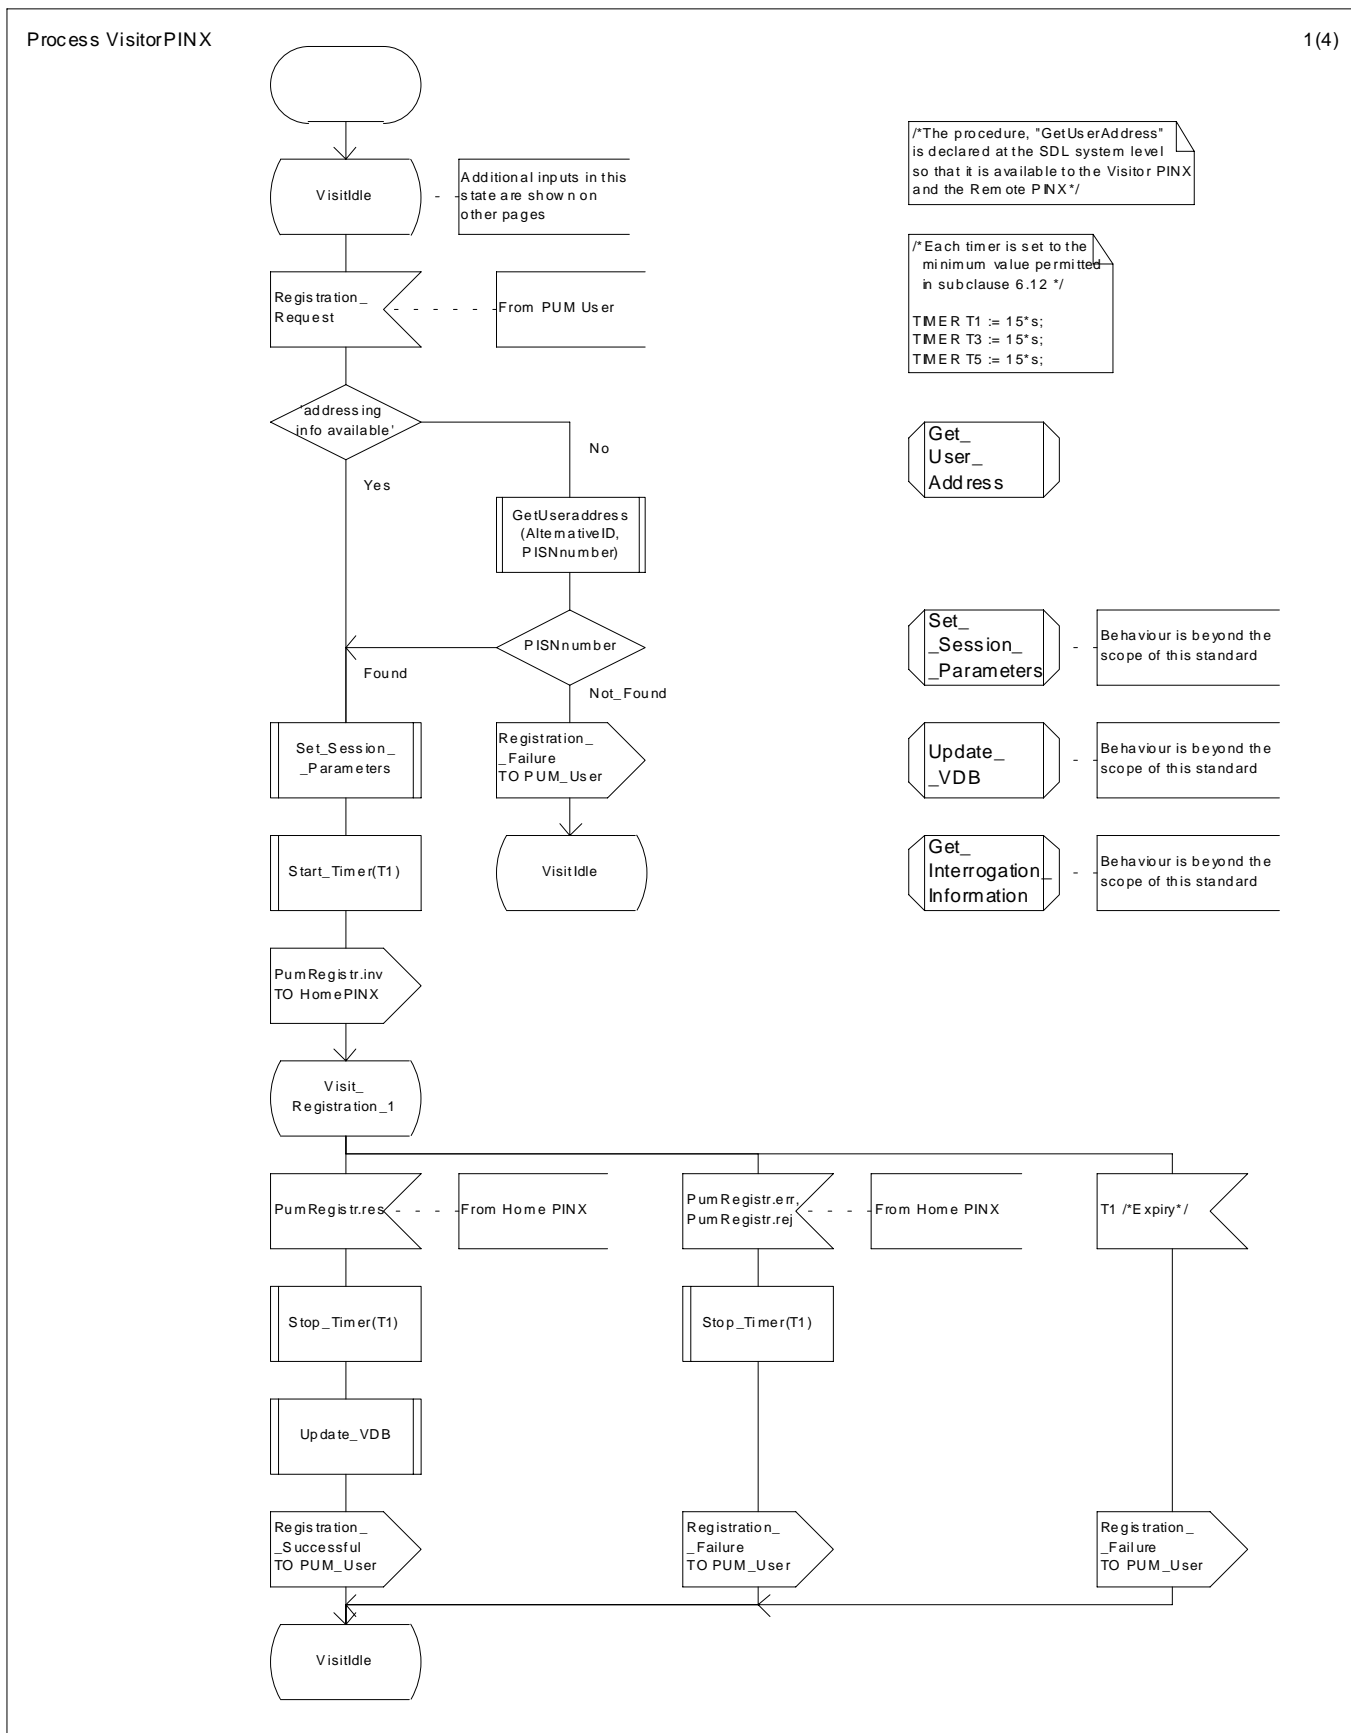 Process VisitorPINX
1(4)
VisitIdle
Additional inputs in this
state are shown on
other pages
/*The procedure, "GetUserAddress"
is declared at the SDL system level
so that it is available to the Visitor PINX
and the Remote PINX*/
Registration_
Request
From PUM User
/*Each timer is set to the
minimum value permitted
in subclause 6.12 */
TIMER T1 := 15*s;
TIMER T3 := 15*s;
TIMER T5 := 15*s;
'addressing
info available'
No
Yes
Get_
User_
Address
GetUseraddress
(AlternativeID,
PISNnumber)
PISNnumber
Found
Not_Found
Set_
_Session_
_Parameters
Behaviour is beyond the
scope of this standard
Set_Session_
_Parameters
Registration_
_Failure
TO PUM_User
Update_
_VDB
Behaviour is beyond the
scope of this standard
Start_Timer(T1)
VisitIdle
Get_
Interrogation_
Information
Behaviour is beyond the
scope of this standard
PumRegistr.inv
TO HomePINX
Visit_
Registration_1
PumRegistr.res
From Home PINX
PumRegistr.err,
PumRegistr.rej
From Home PINX
T1 /*Expiry*/
Stop_Timer(T1)
Stop_Timer(T1)
Update_VDB
Registration_
_Successful
TO PUM_User
Registration_
_Failure
TO PUM_User
Registration_
_Failure
TO PUM_User
VisitIdle